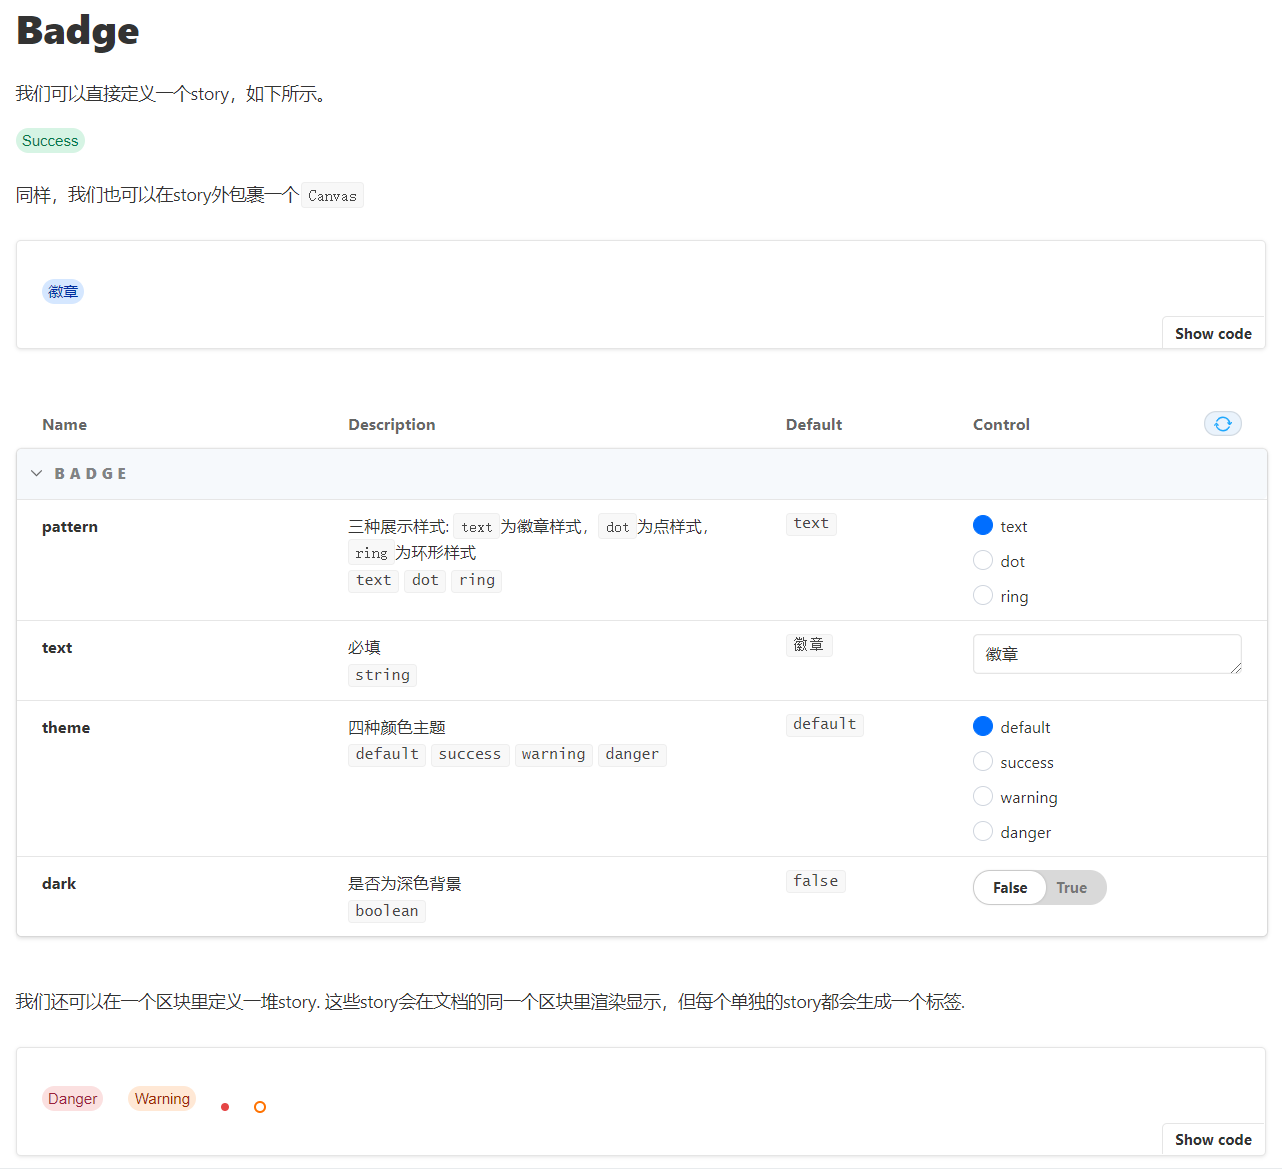 Badge
我们可以直接定义一个story，如下所示。
Success
同样，我们也可以在story外包裹一个 Canvas
徽章
Show code
Name Description Default Control
BADGE
pattern 三种展示样式: text 为徽章样式，dot 为点样式， text text
ring 为环形样式 dot
text dot ring ring
text 必填 徽章 徽章
string
theme 四种颜色主题 default default
default success warning danger success
warning
danger
dark 是否为深色背景 false False True
boolean
我们还可以在一个区块里定义一堆story. 这些story会在文档的同一个区块里渲染显示，但每个单独的story都会生成一个标签.
Danger Warning
Show code